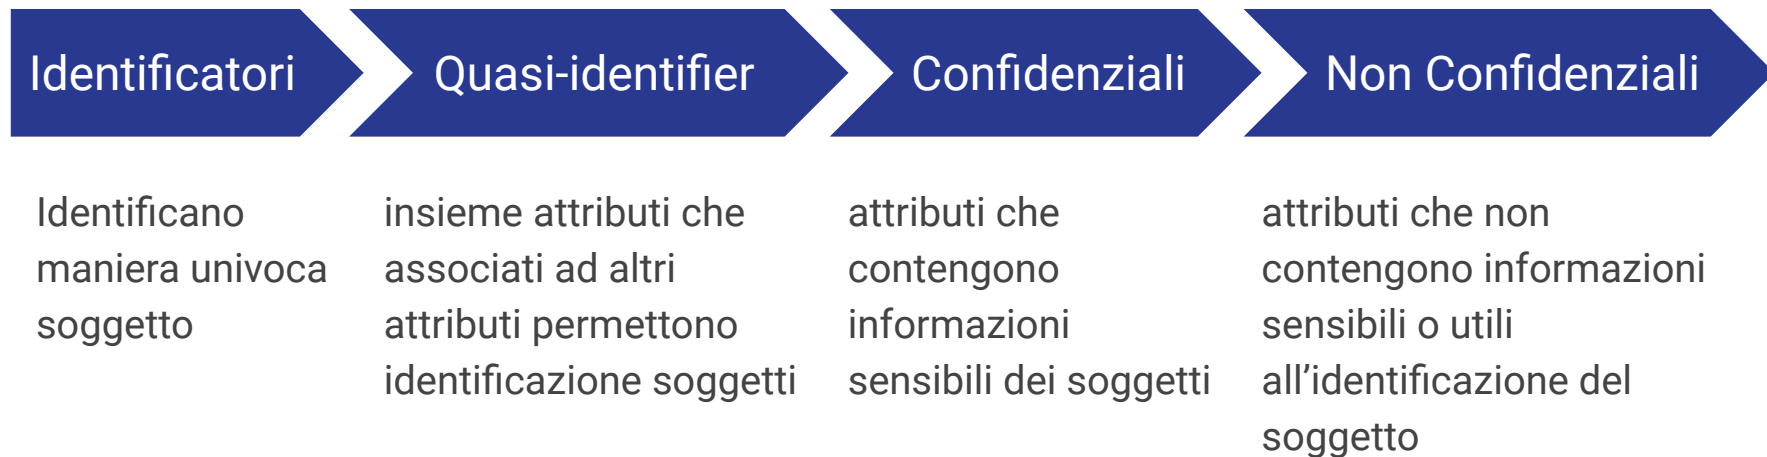 Identificatori
Quasi-identifier
Confidenziali
Non Confidenziali
Identificano
maniera univoca
soggetto
insieme attributi che
associati ad altri
attributi permettono
identificazione soggetti
attributi che
contengono
informazioni
sensibili dei soggetti
attributi che non
contengono informazioni
sensibili o utili
all’identificazione del
soggetto